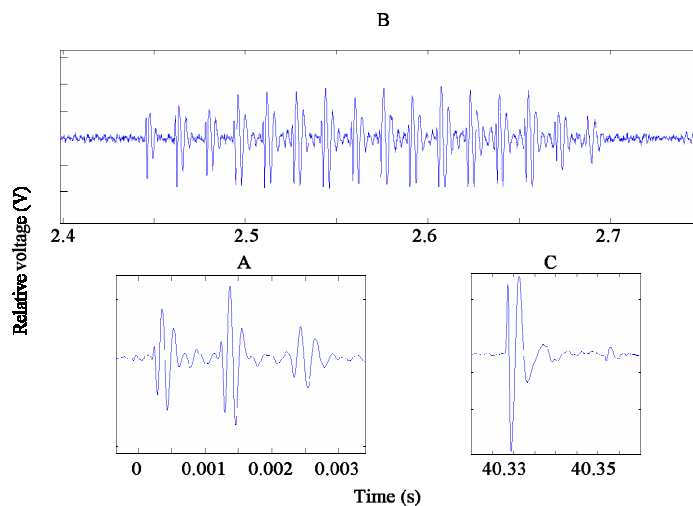 B
2.4 2.5 2.6 2.7
Relative voltage (V)
A
C
0 0.001 0.002 0.003
40.33 40.35
Time (s)